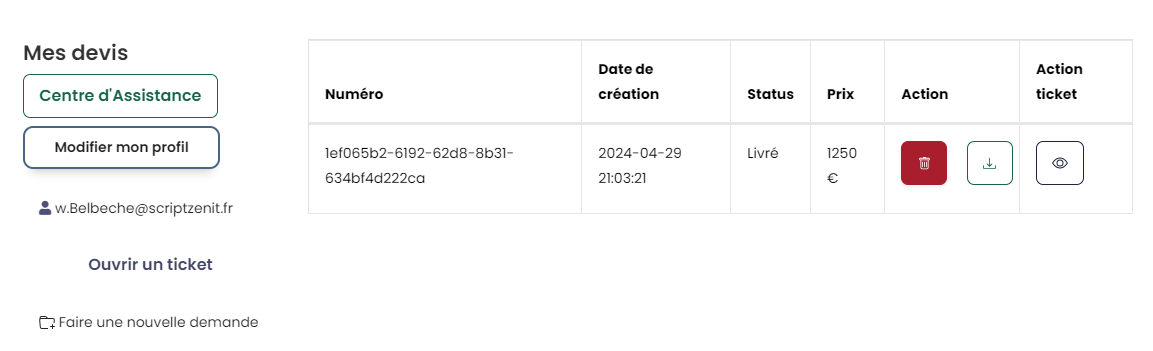 Mes devis
Centre d'Assistance
Modifier mon profil
w.Belbeche@scriptzenit.fr
Ouvrir un ticket
Faire une nouvelle demande
Numéro
Date de
création
Status
Prix
Action
Action
ticket
1ef065b2-6192-62d8-8b31-
634bf4d222ca
2024-04-29
21:03:21
Livré
1250
€